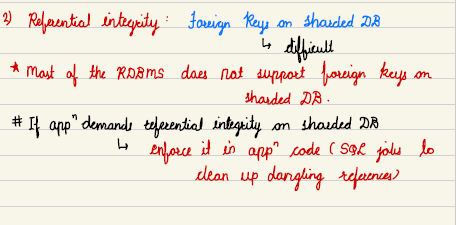 2) Referential integrity : Foreign Keys on sharded DB
↳ difficult
* Most of the RDBMS does not support foreign keys on
sharded DB.
# If appⁿ demands referential integrity on sharded DB
↳ enforce it in appⁿ code ( SQL jobs to
clean up dangling references)